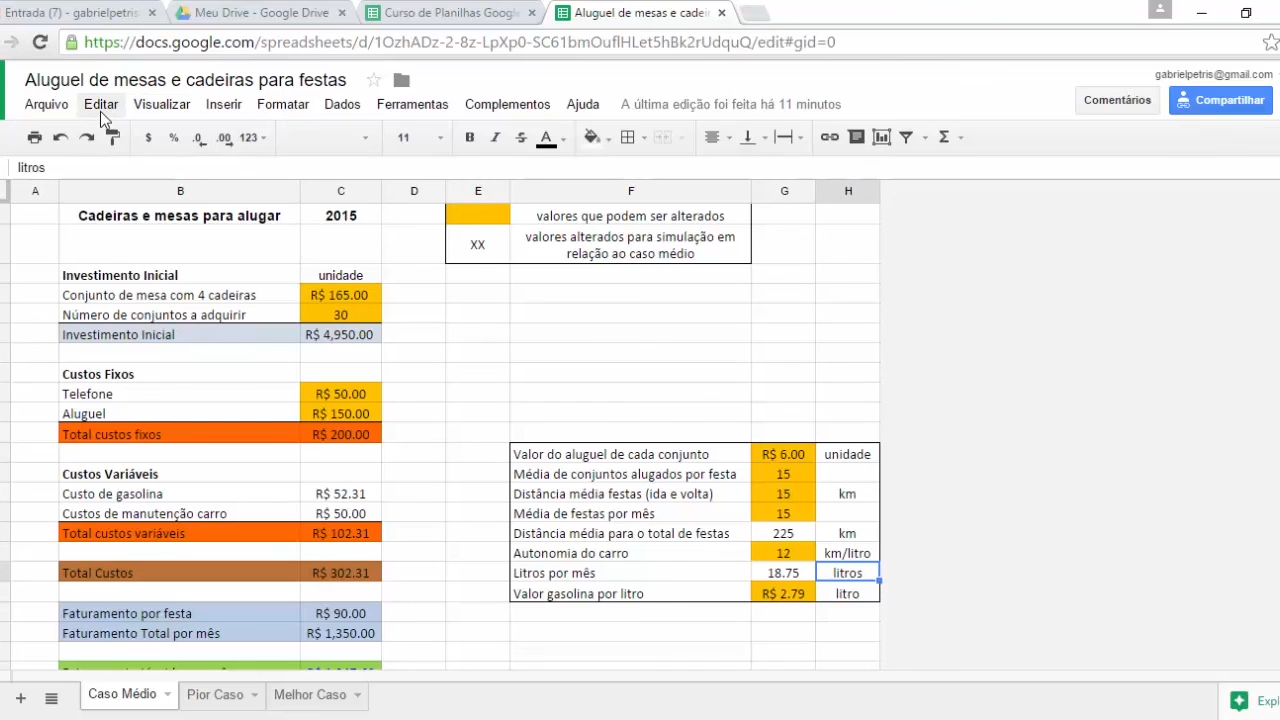 Entrada (7) - gabrielpetris
Meu Drive - Google Drive
Curso de Planilhas Google
Aluguel de mesas e cadei
https://docs.google.com/spreadsheets/d/1OzhADz-2-8z-LpXp0-SC61bmOuflHLet5hBk2rUdquQ/edit#gid=0
Aluguel de mesas e cadeiras para festas
gabrielpetris@gmail.com
Arquivo Editar Visualizar Inserir Formatar Dados Ferramentas Complementos Ajuda A última edição foi feita há 11 minutos
Comentários Compartilhar
$ % .0 .00 123 11 B I S A Σ
litros
A B C D E F G H
Cadeiras e mesas para alugar 2015 valores que podem ser alterados
XX valores alterados para simulação em
relação ao caso médio
Investimento Inicial unidade
Conjunto de mesa com 4 cadeiras R$ 165.00
Número de conjuntos a adquirir 30
Investimento Inicial R$ 4,950.00
Custos Fixos
Telefone R$ 50.00
Aluguel R$ 150.00
Total custos fixos R$ 200.00
Valor do aluguel de cada conjunto R$ 6.00 unidade
Custos Variáveis Média de conjuntos alugados por festa 15
Custo de gasolina R$ 52.31 Distância média festas (ida e volta) 15 km
Custos de manutenção carro R$ 50.00 Média de festas por mês 15
Total custos variáveis R$ 102.31 Distância média para o total de festas 225 km
Autonomia do carro 12 km/litro
Total Custos R$ 302.31 Litros por mês 18.75 litros
Valor gasolina por litro R$ 2.79 litro
Faturamento por festa R$ 90.00
Faturamento Total por mês R$ 1,350.00
Caso Médio Pior Caso Melhor Caso
Expl